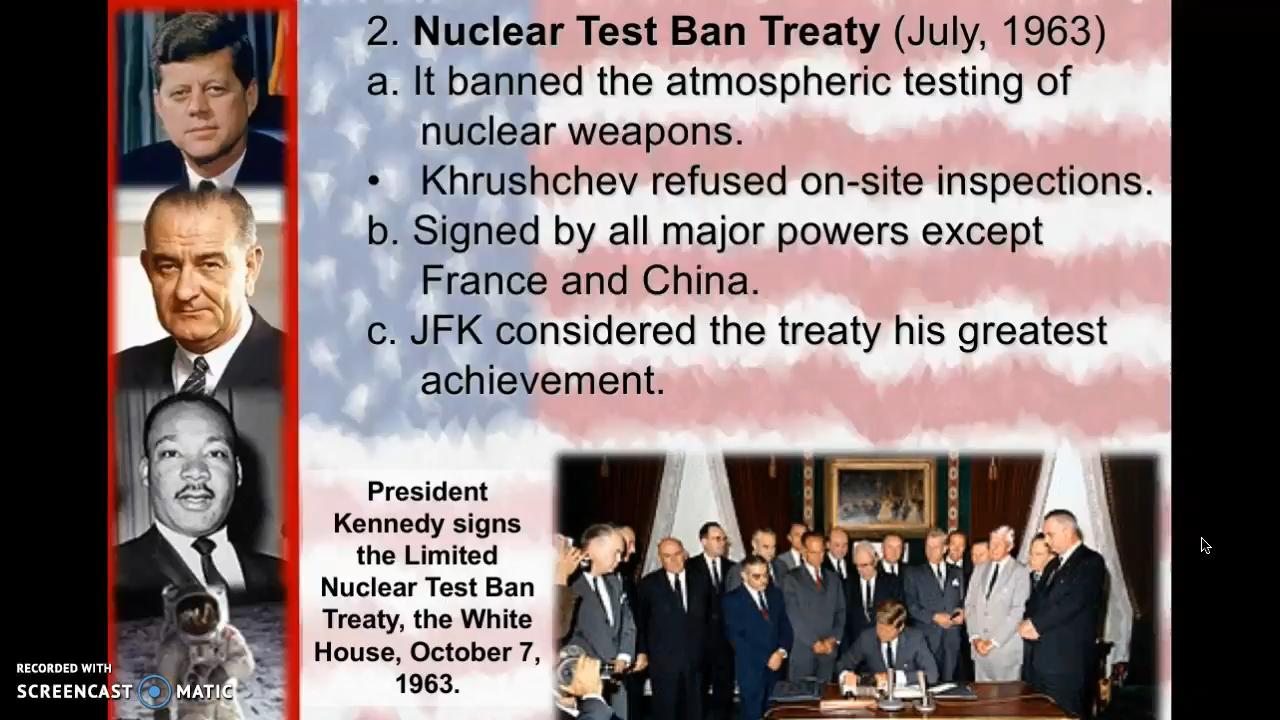 2. Nuclear Test Ban Treaty (July, 1963)
a. It banned the atmospheric testing of
nuclear weapons.
• Khrushchev refused on-site inspections.
b. Signed by all major powers except
France and China.
c. JFK considered the treaty his greatest
achievement.
President
Kennedy signs
the Limited
Nuclear Test Ban
Treaty, the White
House, October 7,
1963.
RECORDED WITH
SCREENCAST MATIC